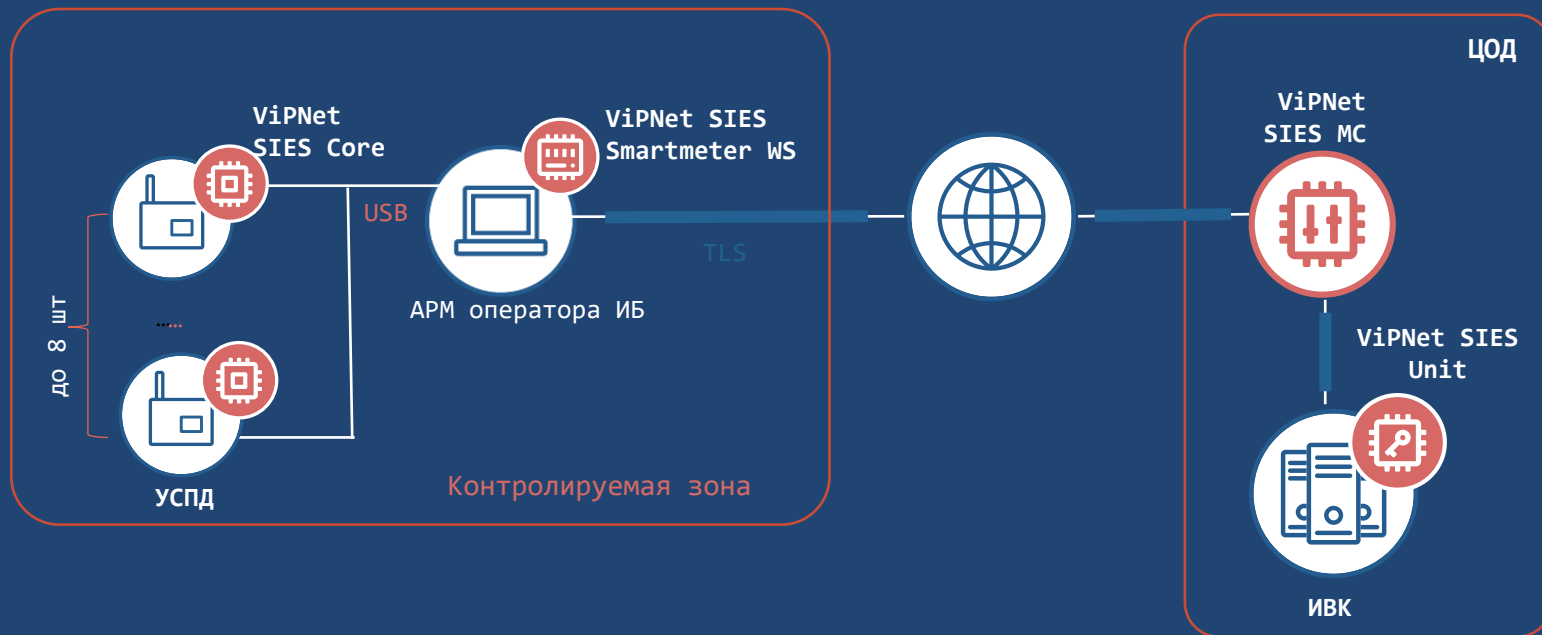 ЦОД
ViPNet
SIES Core
ViPNet SIES
Smartmeter WS
ViPNet
SIES MC
USB
TLS
АРМ оператора ИБ
до 8 шт
ViPNet SIES
Unit
Контролируемая зона
УСПД
ИВК